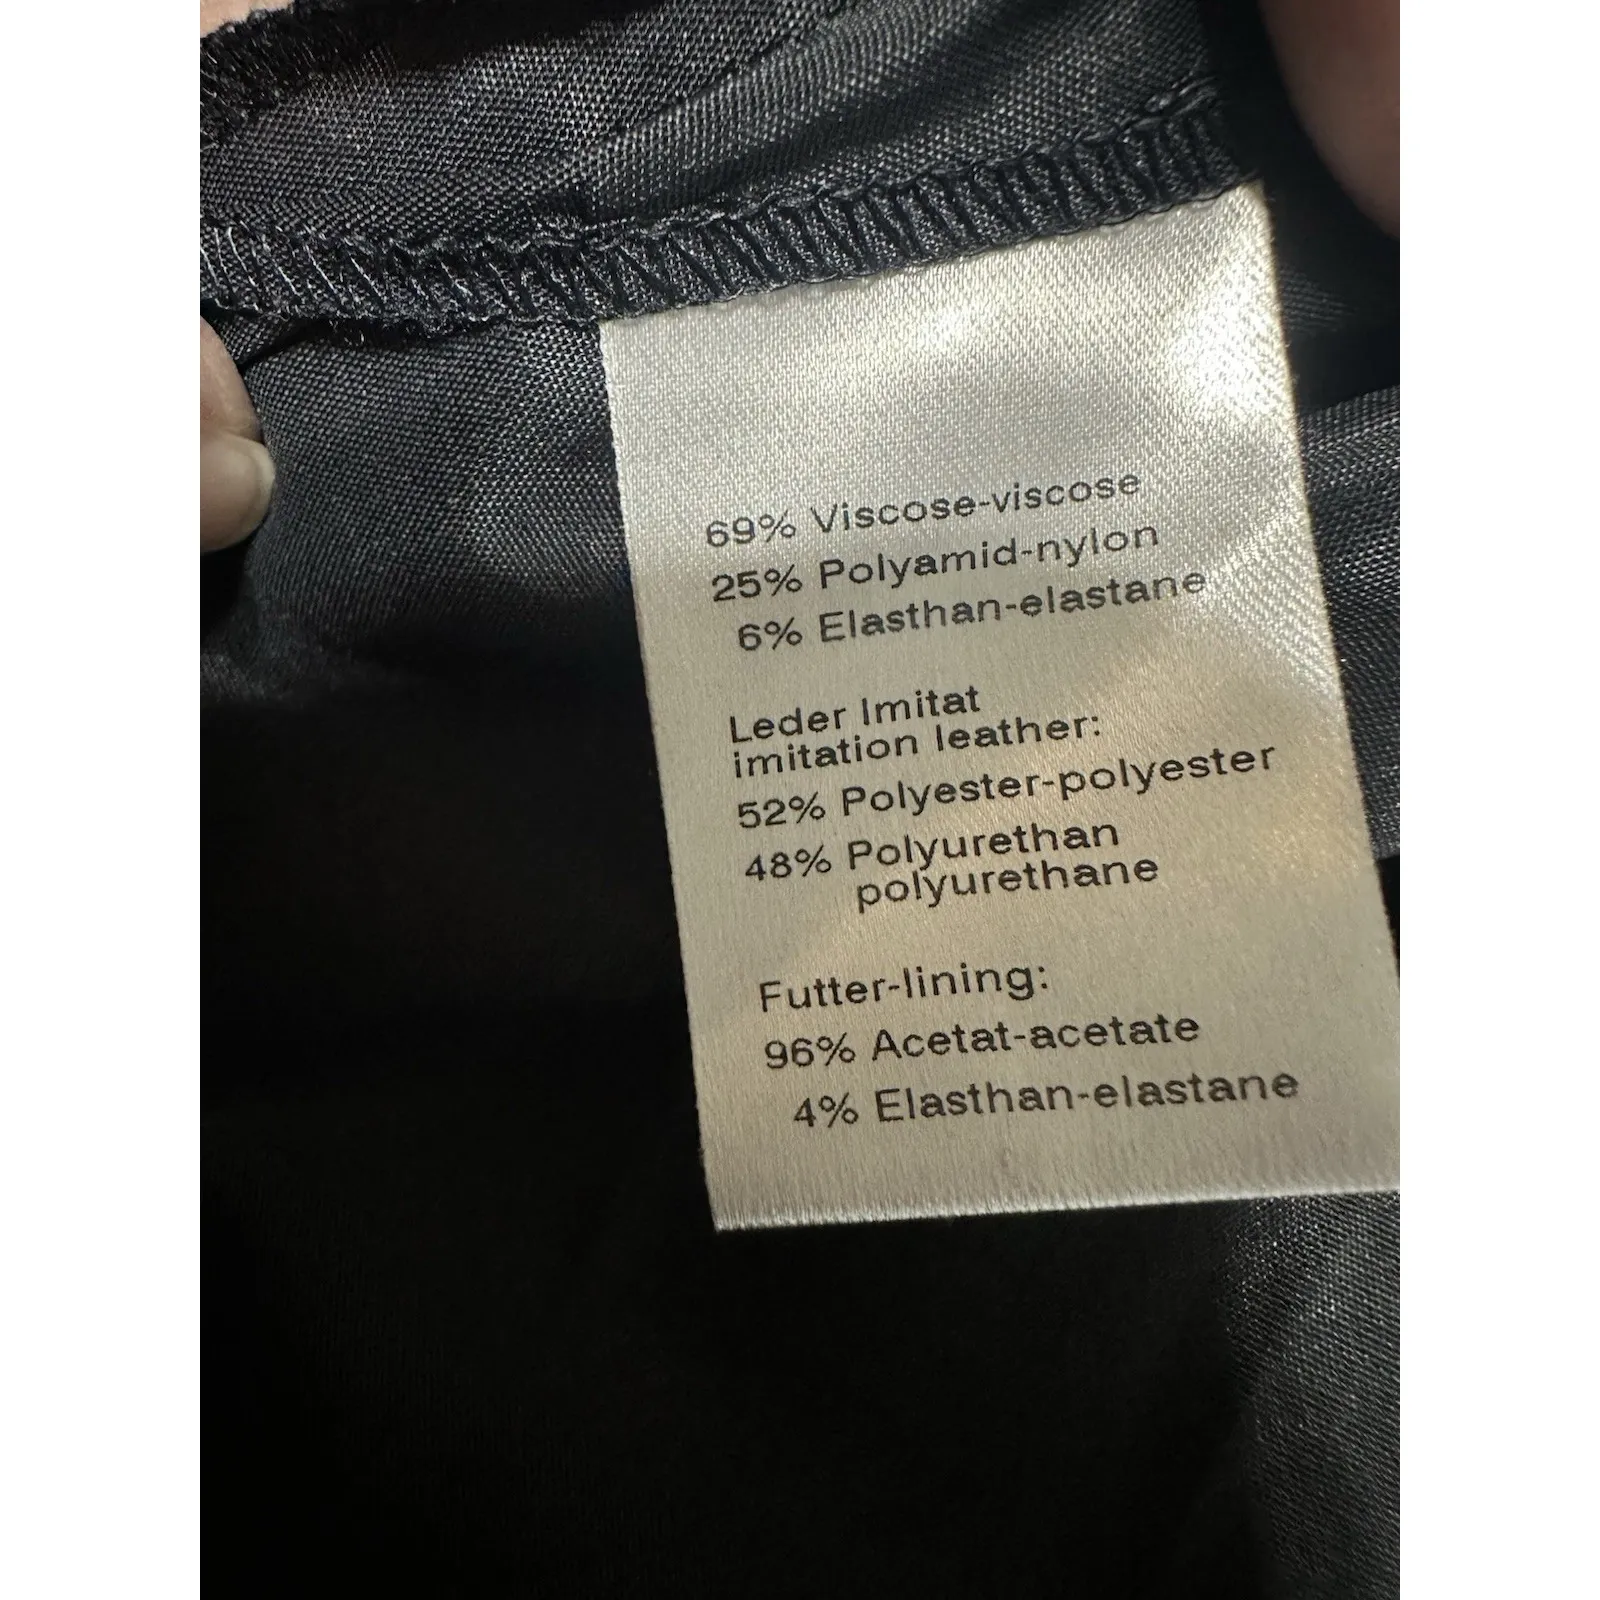 69% Viscose-viscose
25% Polyamid-nylon
6% Elasthan-elastane
Leder Imitat
imitation leather:
52% Polyester-polyester
48% Polyurethan
polyurethane
Futter-lining:
96% Acetat-acetate
4% Elasthan-elastane